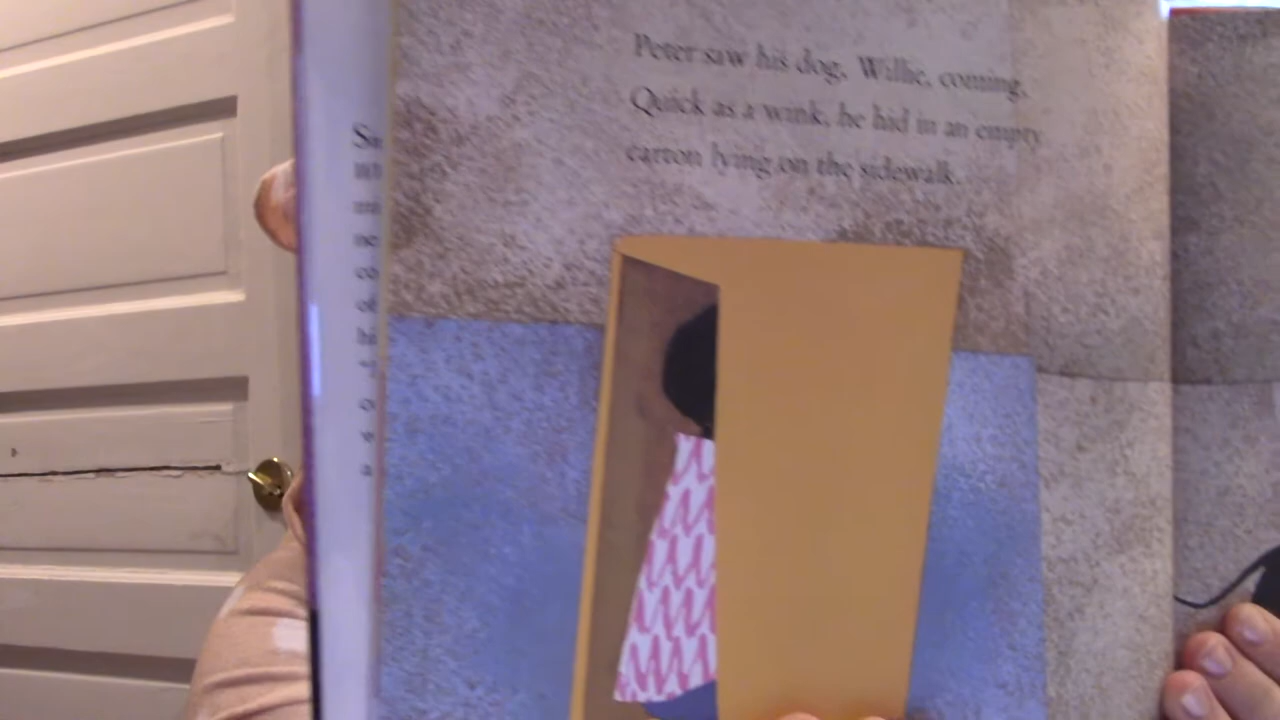 Peter saw his dog, Willie, coming.
Quick as a wink, he hid in an empty
carton lying on the sidewalk.